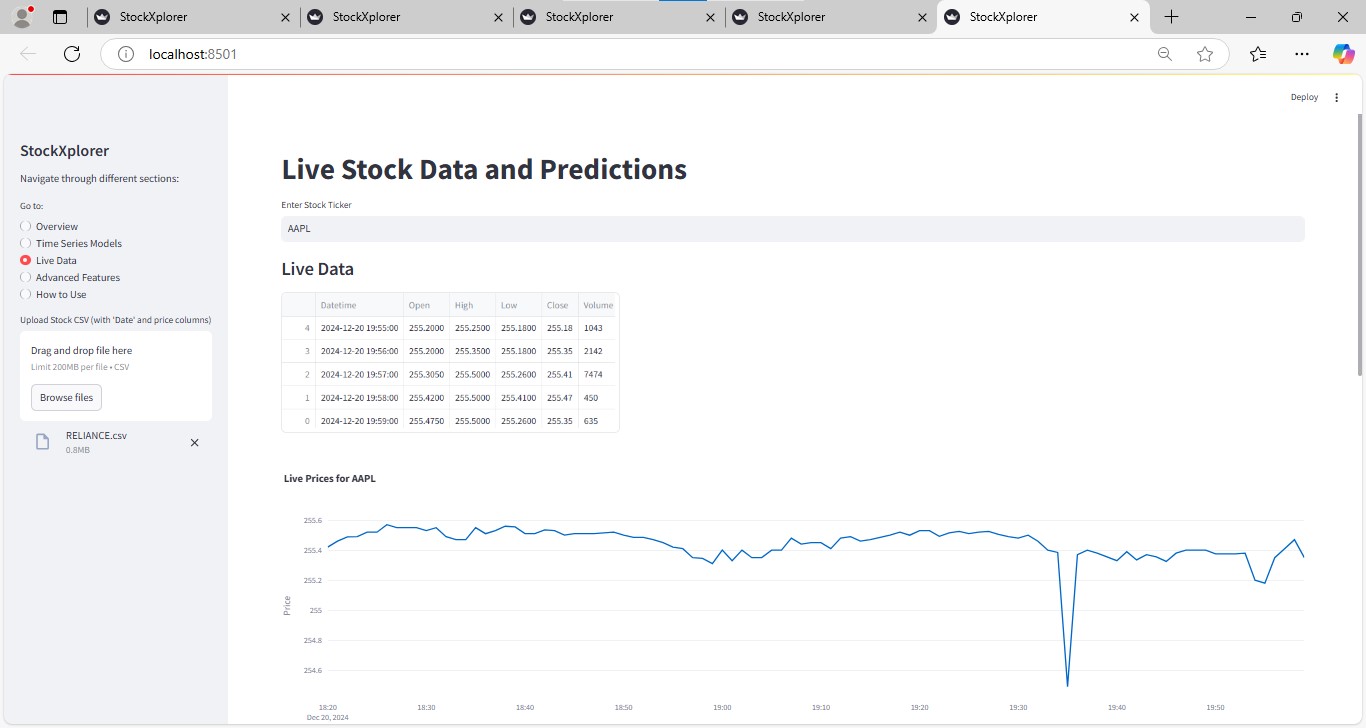 StockXplorer
StockXplorer
StockXplorer
StockXplorer
StockXplorer
localhost:8501
Deploy
StockXplorer
Navigate through different sections:
Go to:
Overview
Time Series Models
Live Data
Advanced Features
How to Use
Upload Stock CSV (with 'Date' and price columns)
Drag and drop file here
Limit 200MB per file • CSV
Browse files
RELIANCE.csv
0.8MB
Live Stock Data and Predictions
Enter Stock Ticker
AAPL
Live Data
Datetime Open High Low Close Volume
4 2024-12-20 19:55:00 255.2000 255.2500 255.1800 255.18 1043
3 2024-12-20 19:56:00 255.2000 255.3500 255.1800 255.35 2142
2 2024-12-20 19:57:00 255.3050 255.5000 255.2600 255.41 7474
1 2024-12-20 19:58:00 255.4200 255.5000 255.4100 255.47 450
0 2024-12-20 19:59:00 255.4750 255.5000 255.2600 255.35 635
Live Prices for AAPL
255.6
255.4
255.2
255
254.8
254.6
Price
18:20 18:30 18:40 18:50 19:00 19:10 19:20 19:30 19:40 19:50
Dec 20, 2024